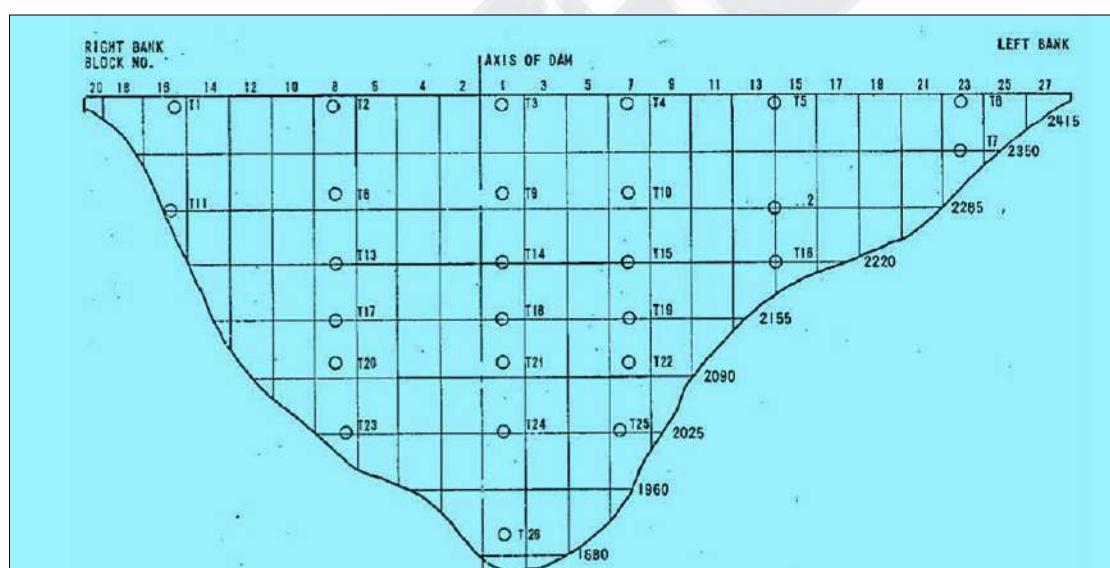 RIGHT BANK
BLOCK NO.
AXIS OF DAM
LEFT BANK
20 18 16 14 12 10 8 6 4 2 1 3 5 7 9 11 13 15 17 19 21 23 25 27
T1 T2 T3 T4 T5 T6
2415
T7
2350
T11 T8 T9 T10 2
2285
T13 T14 T15 T16
2220
T17 T18 T19
2155
T20 T21 T22
2090
T23 T24 T25
2025
1960
T26
1680